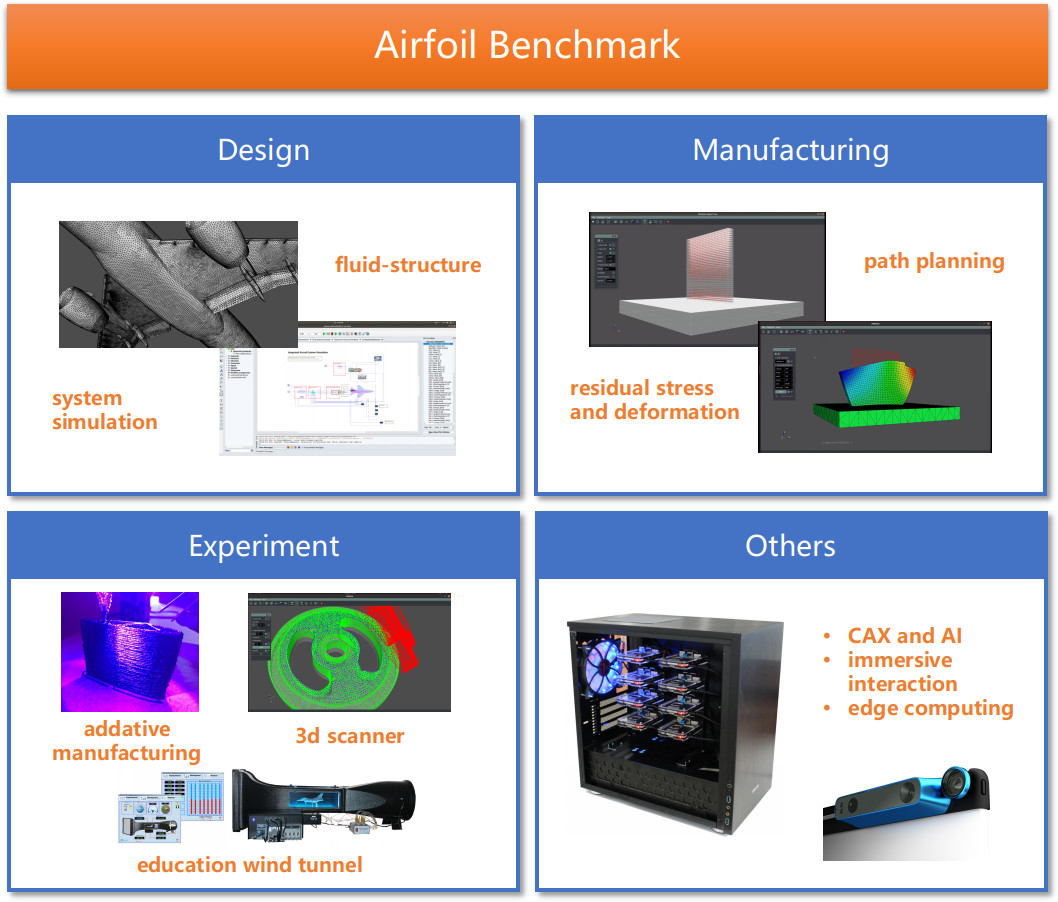 Airfoil Benchmark
Design
fluid-structure
system
simulation
Manufacturing
path planning
residual stress
and deformation
Experiment
addative
manufacturing
3d scanner
education wind tunnel
Others
• CAX and AI
• immersive
interaction
• edge computing